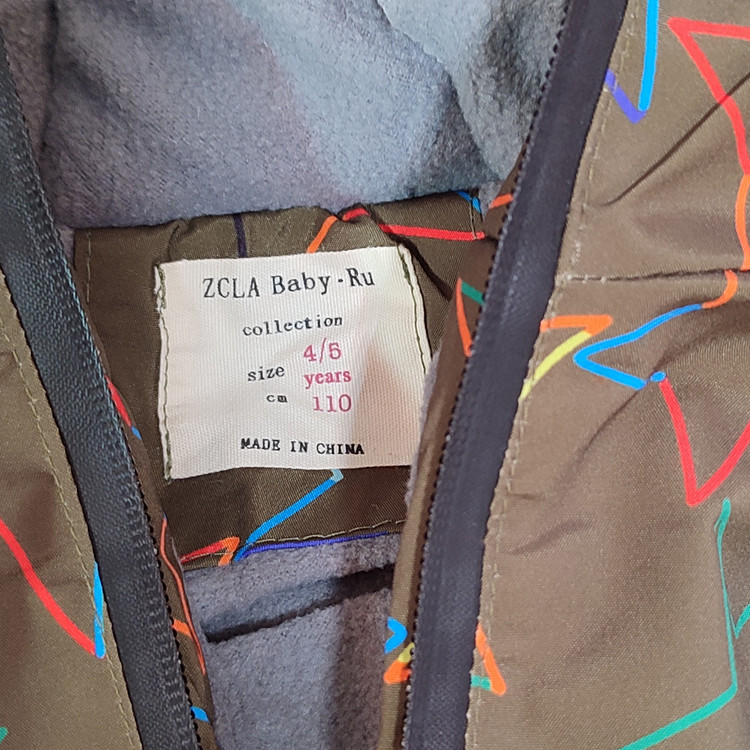 ZCLA Baby·Ru
collection
size 4/5
years
cm 110
MADE IN CHINA